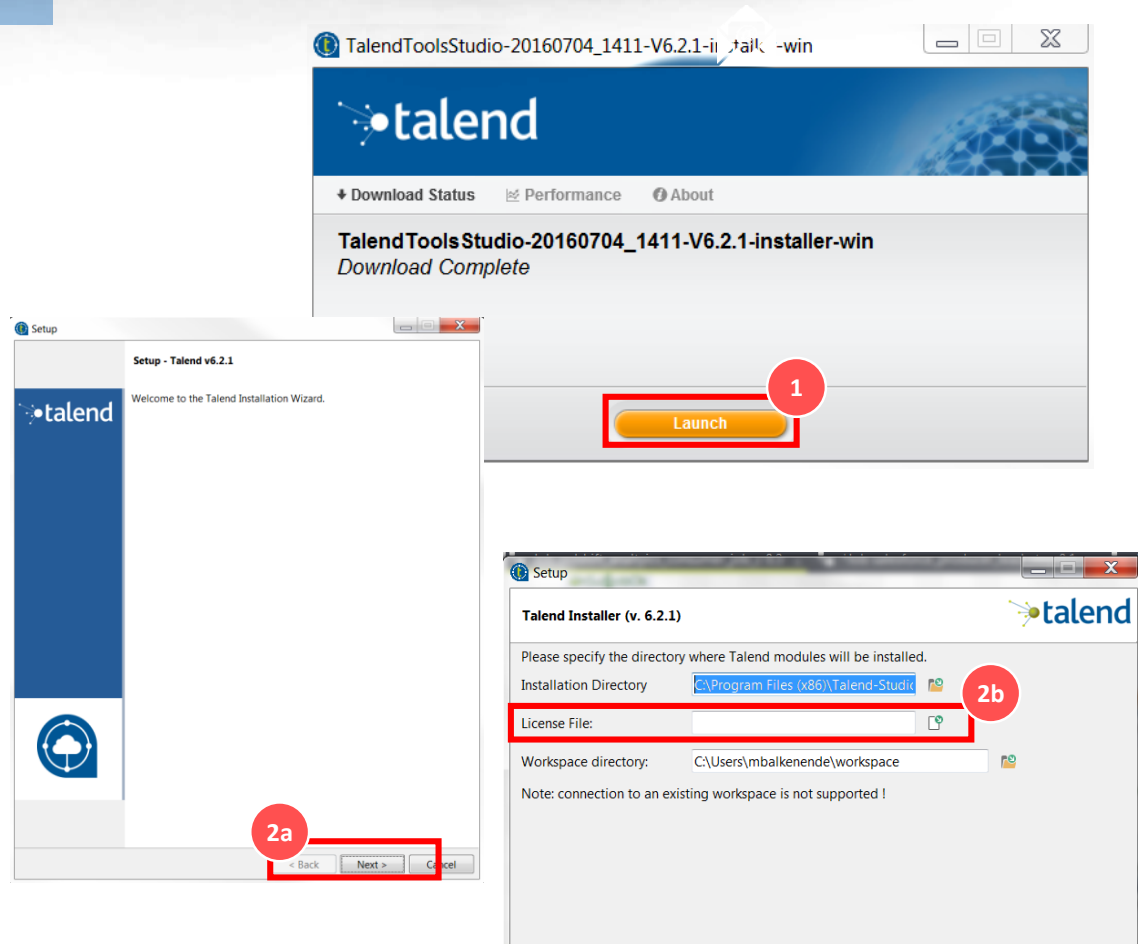 TalendToolsStudio-20160704_1411-V6.2.1-installer-win
talend
Download Status Performance About
TalendToolsStudio-20160704_1411-V6.2.1-installer-win
Download Complete
1
Launch
Setup
Setup - Talend v6.2.1
Welcome to the Talend Installation Wizard.
talend
2a
< Back Next > Cancel
Setup
Talend Installer (v. 6.2.1)
talend
Please specify the directory where Talend modules will be installed.
Installation Directory C:\Program Files (x86)\Talend-Studio
2b
License File:
Workspace directory: C:\Users\mbalkenende\workspace
Note: connection to an existing workspace is not supported !